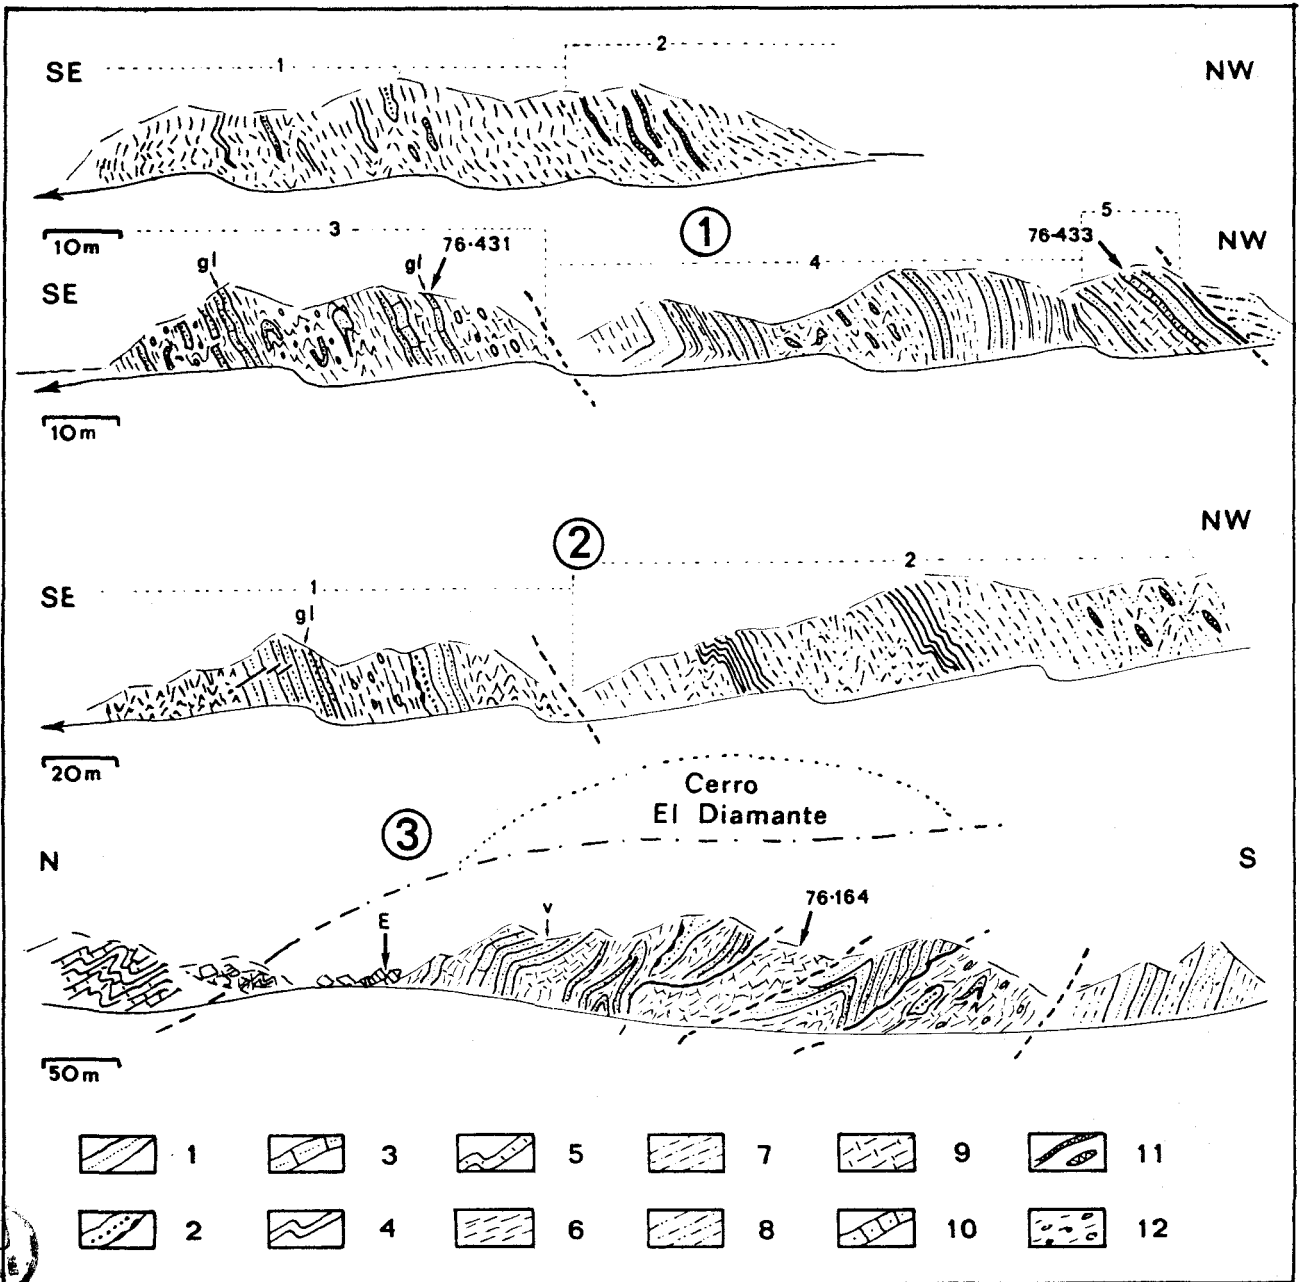 2
SE 1 NW
10m 3 ① 5
gl gl 76·431 76·433 NW
SE 4
10m
NW
② 2
SE 1
gl
20m
Cerro
③ El Diamante
N S
E v 76·164
50m
1 3 5 7 9 11
2 4 6 8 10 12